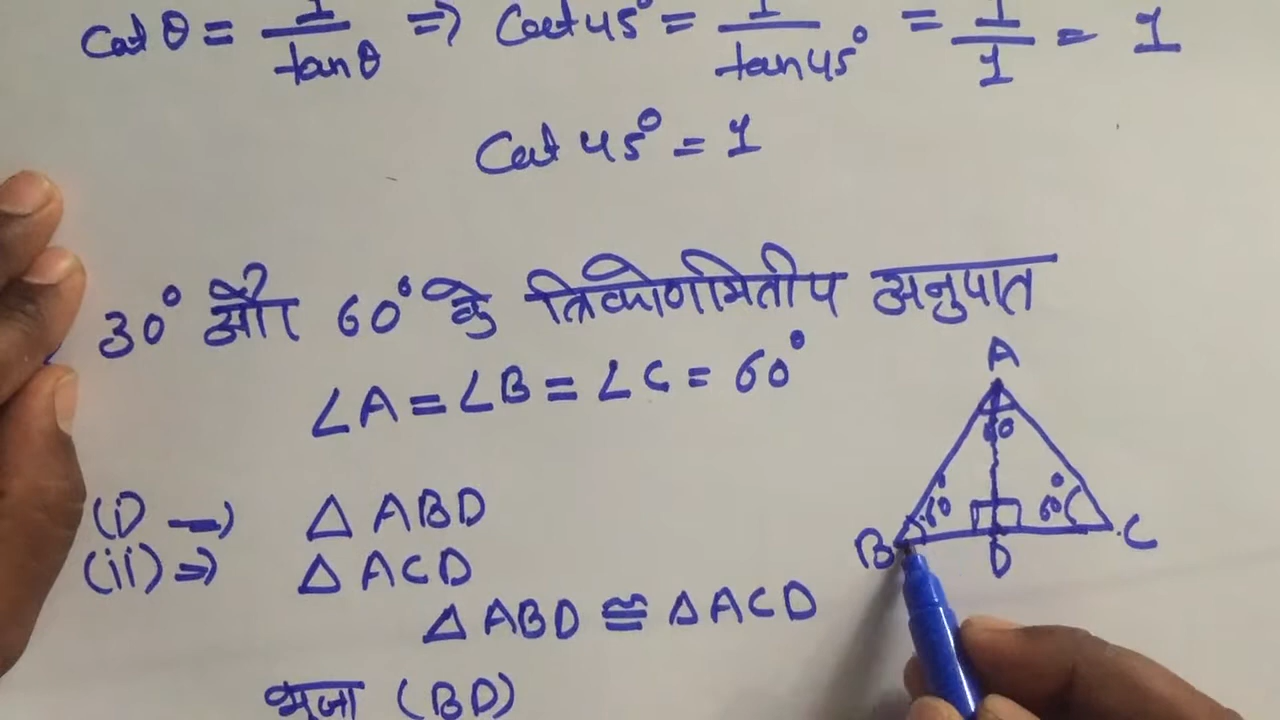 cot θ = 1/tan θ ⇒ cot 45° = 1/tan 45° = 1/1 = 1
cot 45° = 1
30° और 60° के त्रिकोणमितीय अनुपात
∠A = ∠B = ∠C = 60°
A
60
60° 60°
B D C
(i) → △ ABD
(ii) ⇒ △ ACD
△ ABD ≅ △ ACD
भुजा (BD)